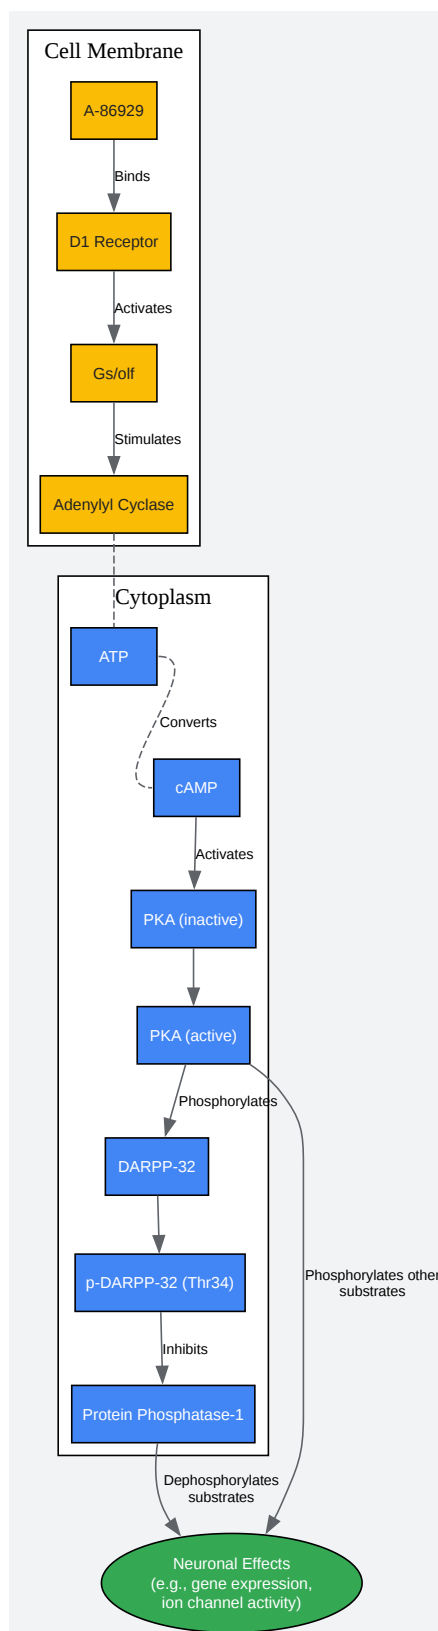 Cell Membrane
A-86929
Binds
D1 Receptor
Activates
Gs/olf
Stimulates
Adenylyl Cyclase
Cytoplasm
ATP
Converts
cAMP
Activates
PKA (inactive)
PKA (active)
Phosphorylates
DARPP-32
Phosphorylates other
substrates
p-DARPP-32 (Thr34)
Inhibits
Protein Phosphatase-1
Dephosphorylates
substrates
Neuronal Effects
(e.g., gene expression,
ion channel activity)